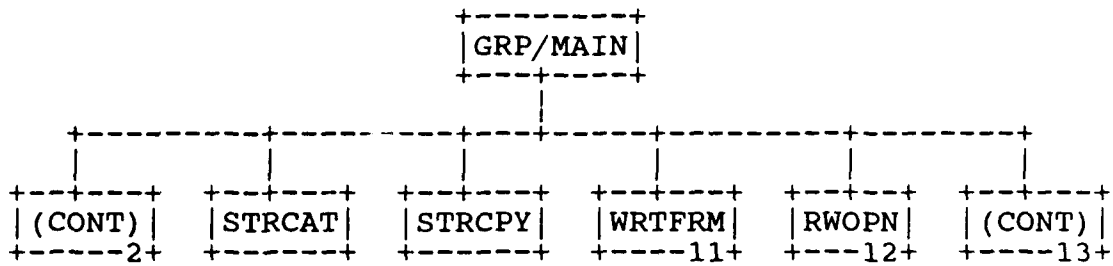 GRP/MAIN
(CONT) STRCAT STRCPY WRTFRM RWOPN (CONT)
2 11 12 13